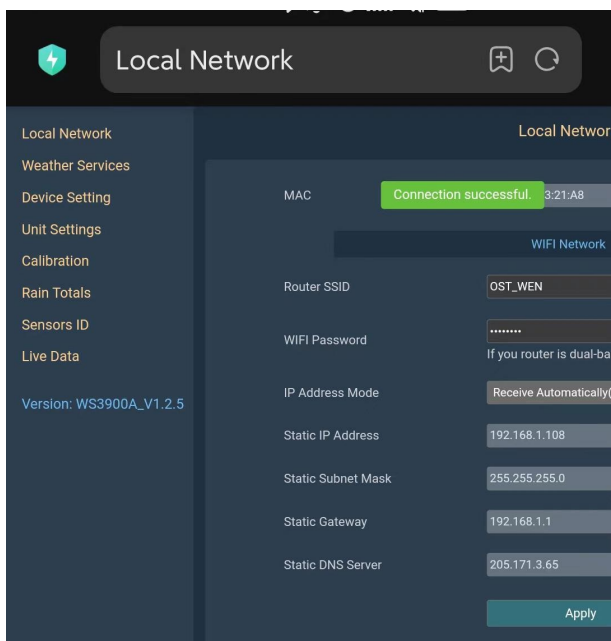 Local Network
Local Network
Weather Services
Device Setting
Unit Settings
Calibration
Rain Totals
Sensors ID
Live Data
Version: WS3900A_V1.2.5
Local Networ
MAC
Connection successful.
3:21:A8
WIFI Network
Router SSID
OST_WEN
WIFI Password
••••••••
If you router is dual-ba
IP Address Mode
Receive Automatically(
Static IP Address
192.168.1.108
Static Subnet Mask
255.255.255.0
Static Gateway
192.168.1.1
Static DNS Server
205.171.3.65
Apply